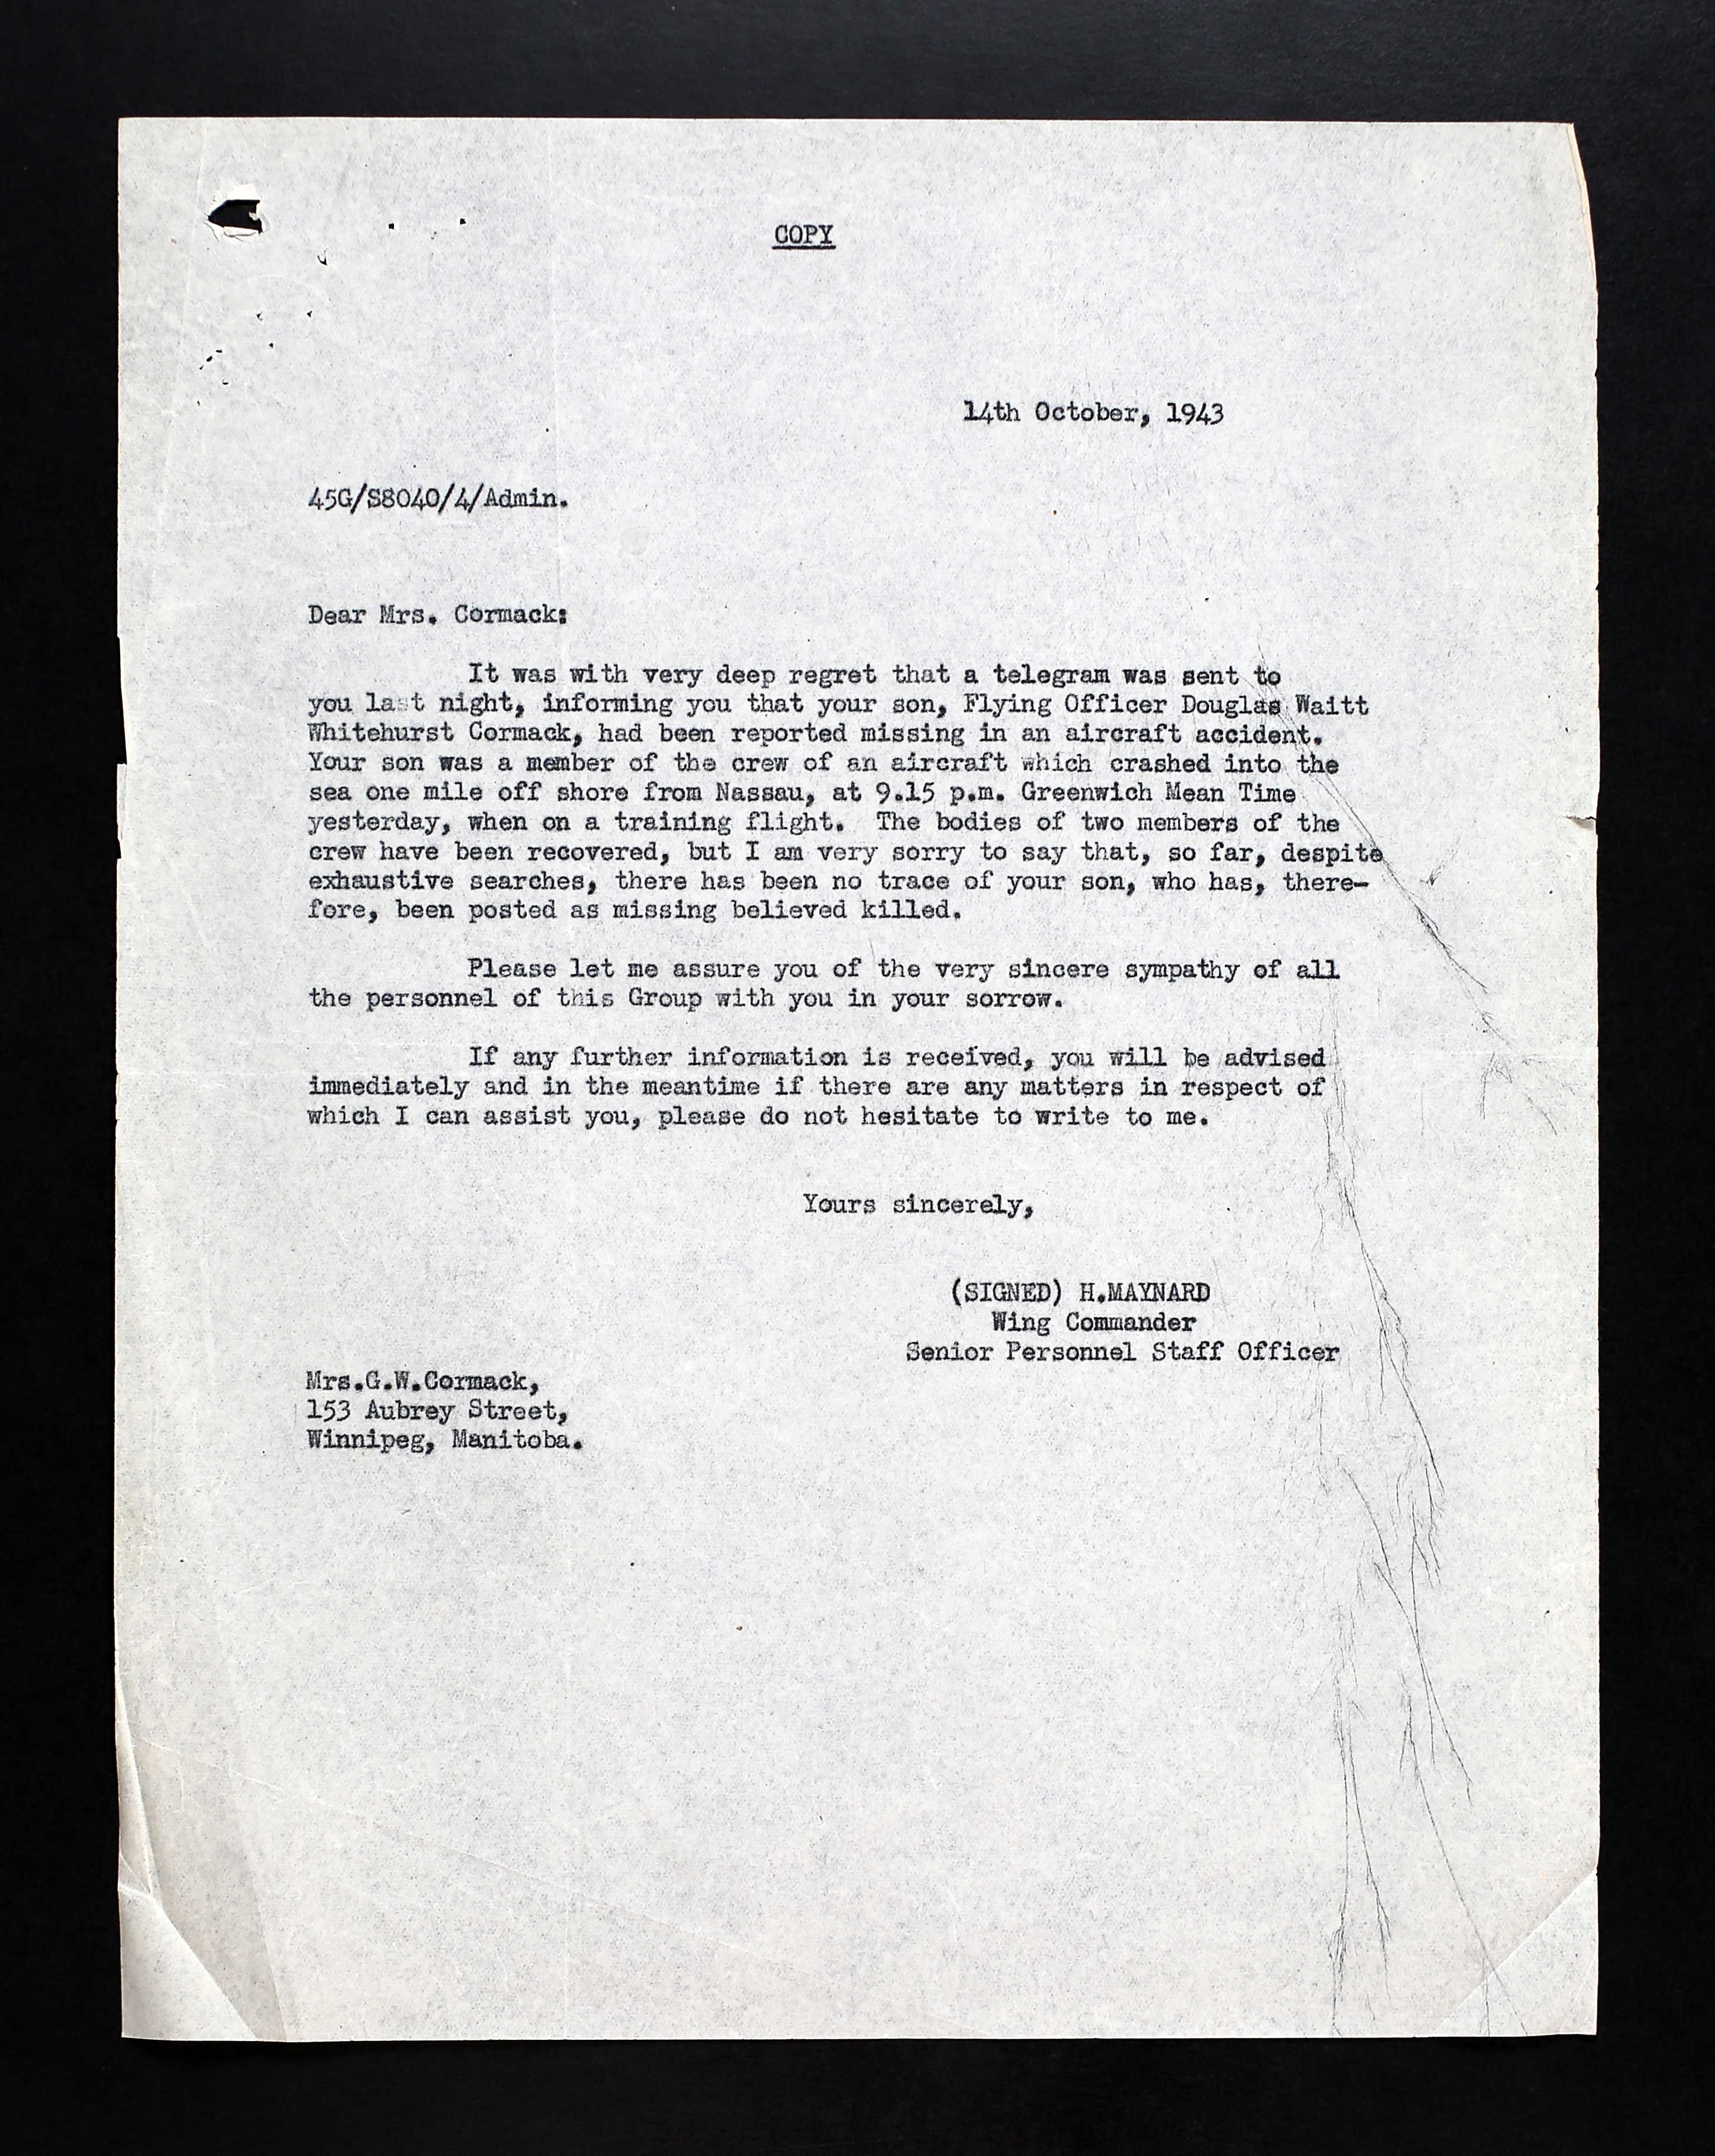 COPY
14th October, 1943
45G/S8040/4/Admin.
Dear Mrs. Cormack:
It was with very deep regret that a telegram was sent to
you last night, informing you that your son, Flying Officer Douglas Waitt
Whitehurst Cormack, had been reported missing in an aircraft accident.
Your son was a member of the crew of an aircraft which crashed into the
sea one mile off shore from Nassau, at 9.15 p.m. Greenwich Mean Time
yesterday, when on a training flight. The bodies of two members of the
crew have been recovered, but I am very sorry to say that, so far, despite
exhaustive searches, there has been no trace of your son, who has, there-
fore, been posted as missing believed killed.
Please let me assure you of the very sincere sympathy of all
the personnel of this Group with you in your sorrow.
If any further information is received, you will be advised
immediately and in the meantime if there are any matters in respect of
which I can assist you, please do not hesitate to write to me.
Yours sincerely,
(SIGNED) H.MAYNARD
Wing Commander
Senior Personnel Staff Officer
Mrs.G.W.Cormack,
153 Aubrey Street,
Winnipeg, Manitoba.